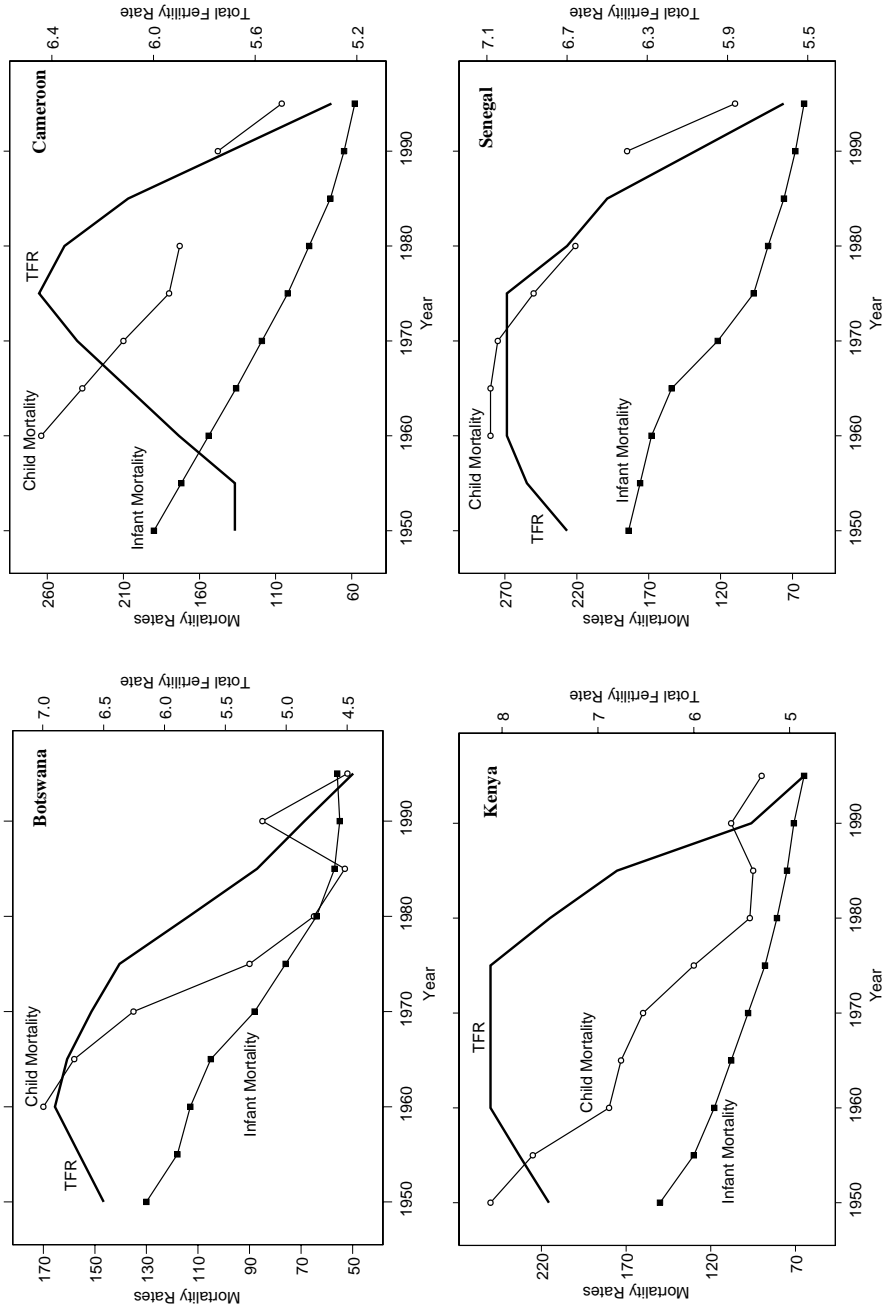 Botswana
TFR
Child Mortality
Infant Mortality
Mortality Rates
170
150
130
110
90
70
50
Total Fertility Rate
7.0
6.5
6.0
5.5
5.0
4.5
1950
1960
1970
1980
1990
Year
Cameroon
Child Mortality
TFR
Infant Mortality
Mortality Rates
260
210
160
110
60
Total Fertility Rate
6.4
6.0
5.6
5.2
1950
1960
1970
1980
1990
Year
Kenya
TFR
Child Mortality
Infant Mortality
Mortality Rates
220
170
120
70
Total Fertility Rate
8
7
6
5
1950
1960
1970
1980
1990
Year
Senegal
Child Mortality
TFR
Infant Mortality
Mortality Rates
270
220
170
120
70
Total Fertility Rate
7.1
6.7
6.3
5.9
5.5
1950
1960
1970
1980
1990
Year